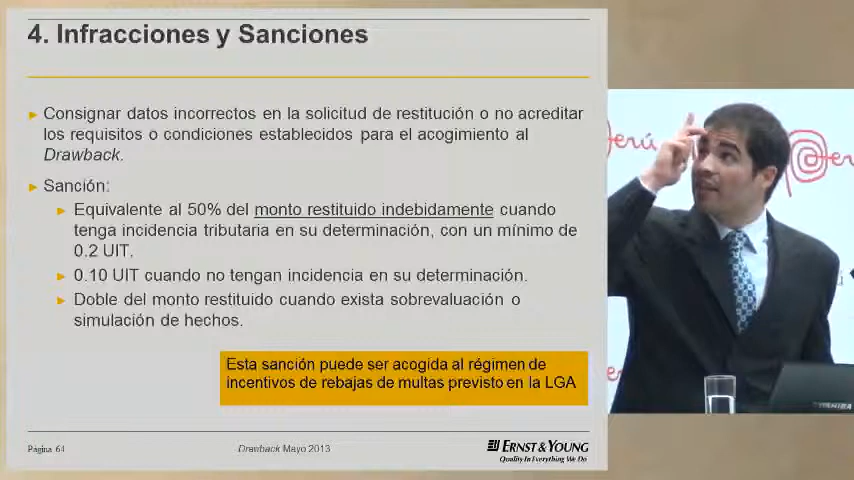 4. Infracciones y Sanciones
Consignar datos incorrectos en la solicitud de restitución o no acreditar
los requisitos o condiciones establecidos para el acogimiento al
Drawback.
Sanción:
Equivalente al 50% del monto restituido indebidamente cuando
tenga incidencia tributaria en su determinación, con un mínimo de
0.2 UIT.
0.10 UIT cuando no tengan incidencia en su determinación.
Doble del monto restituido cuando exista sobrevaluación o
simulación de hechos.
Esta sanción puede ser acogida al régimen de
incentivos de rebajas de multas previsto en la LGA
Página 64
Drawback Mayo 2013
ERNST & YOUNG
Quality In Everything We Do
erú
per
TOSHIBA